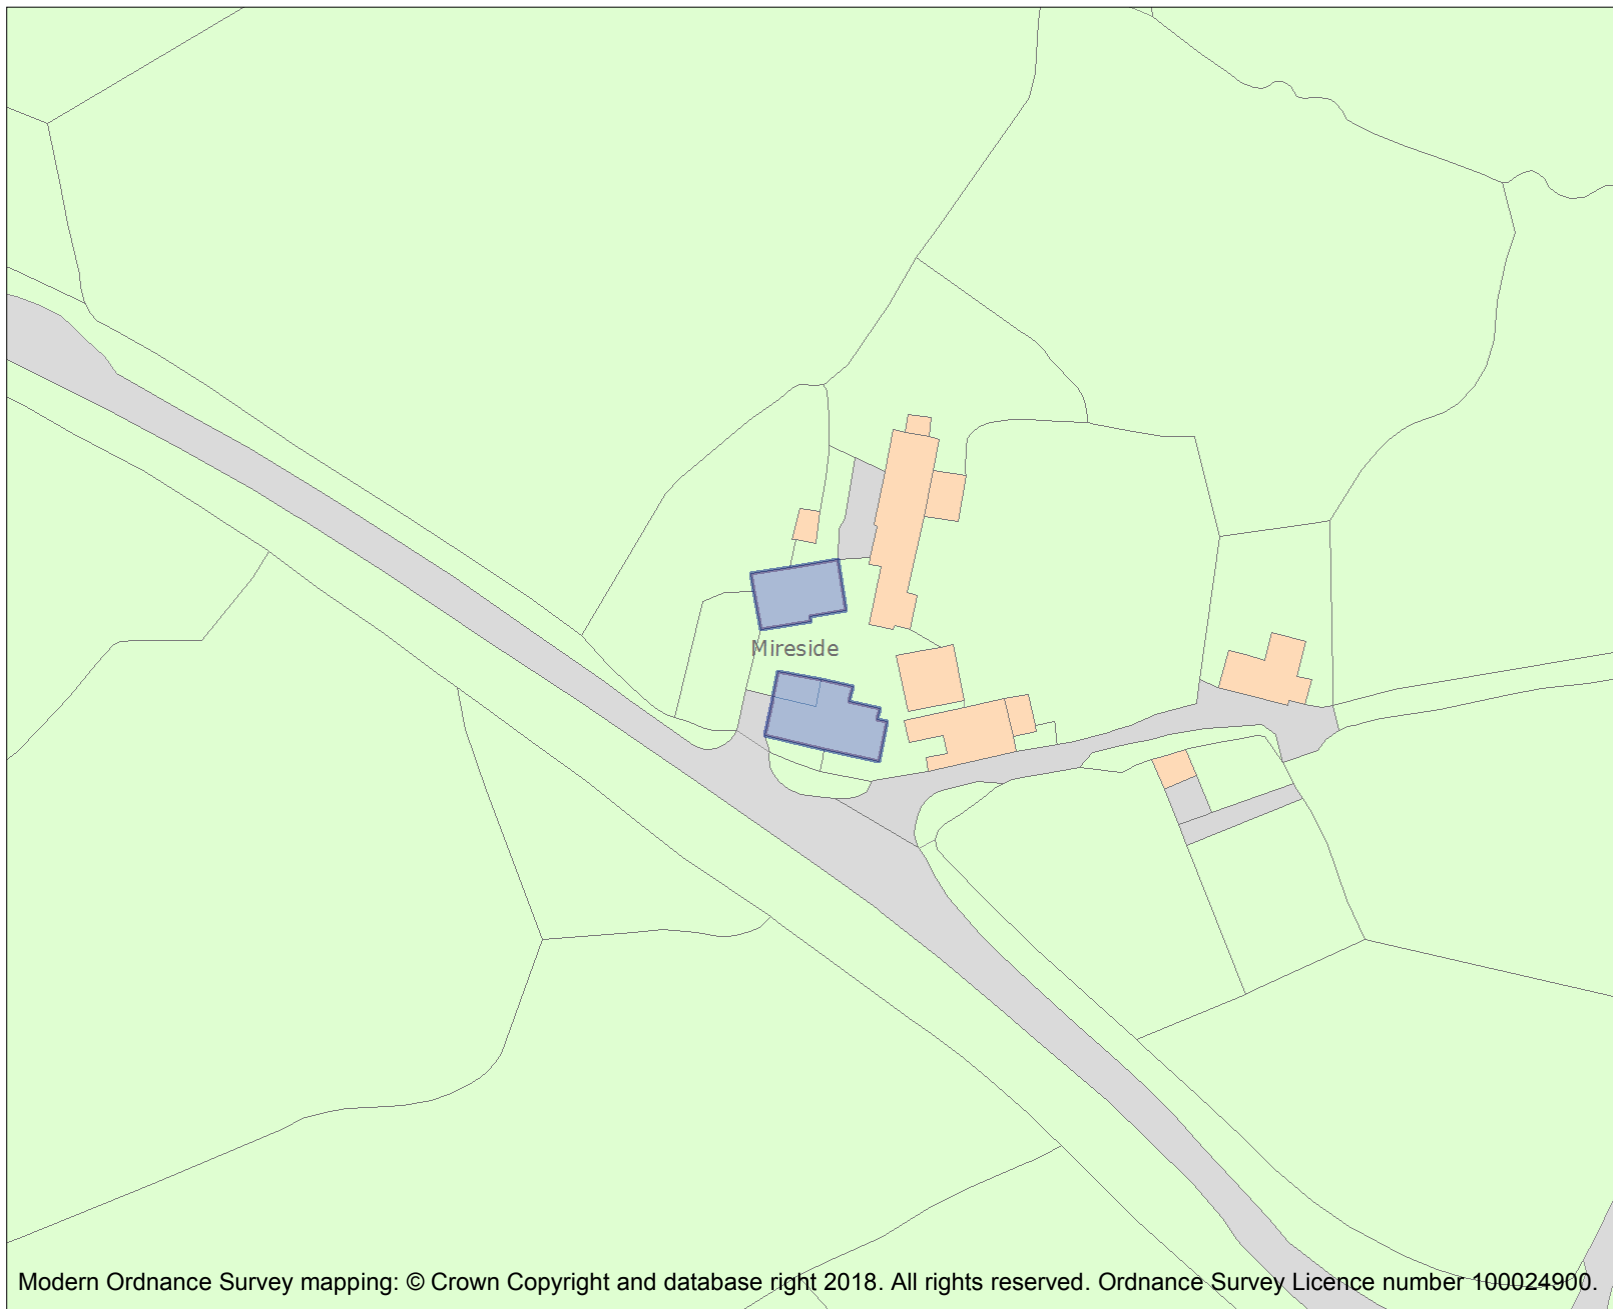 Mireside
Modern Ordnance Survey mapping: © Crown Copyright and database right 2018. All rights reserved. Ordnance Survey Licence number 100024900.